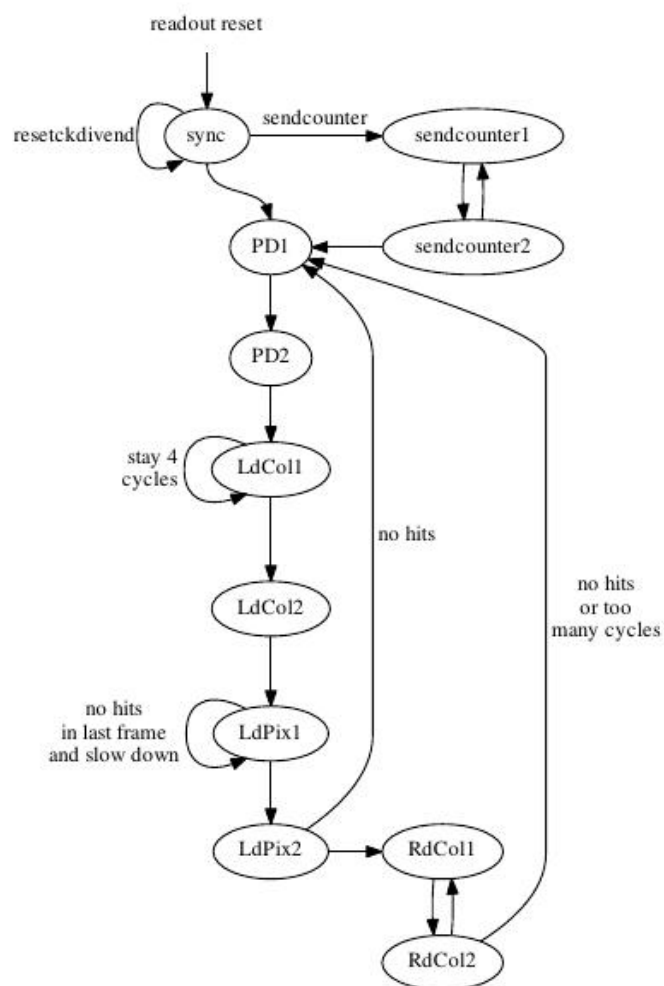 readout reset
resetckdivend
sync
sendcounter
sendcounter1
PD1
sendcounter2
PD2
stay 4
cycles
LdCol1
no hits
LdCol2
no hits
or too
many cycles
no hits
in last frame
and slow down
LdPix1
LdPix2
RdCol1
RdCol2